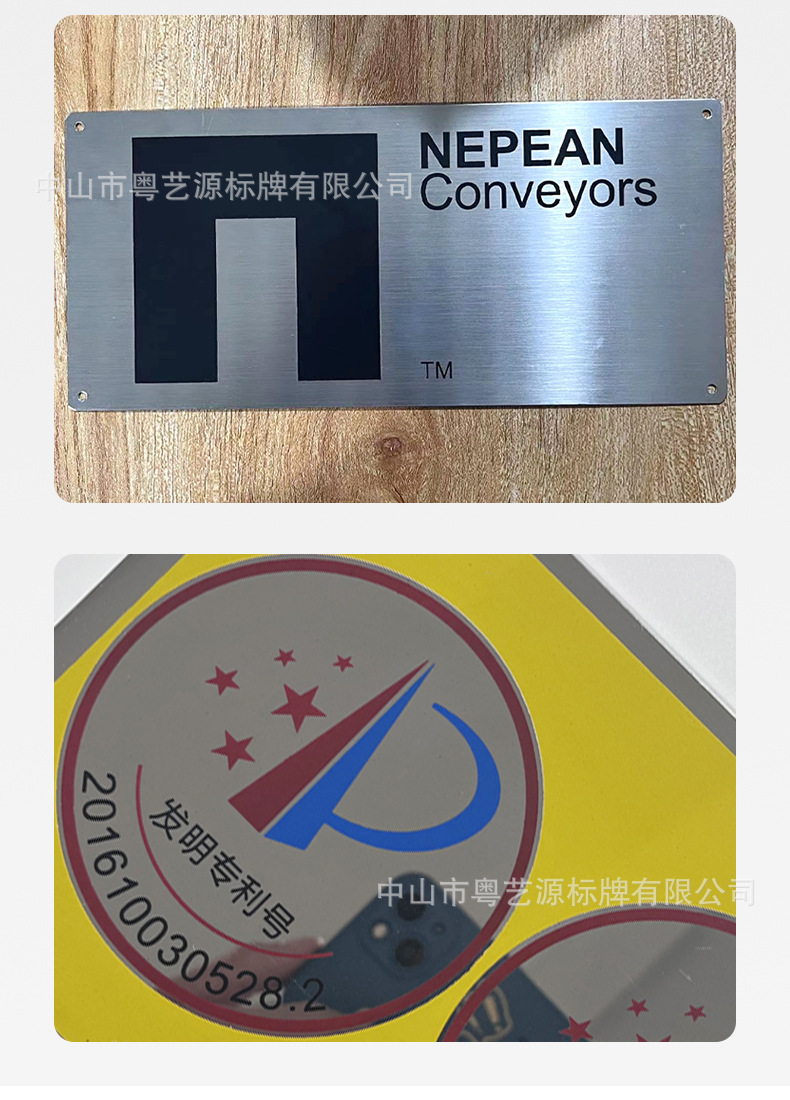 NEPEAN
Conveyors
中山市粤艺源标牌有限公司
TM
发明专利号
201610030528.2
中山市粤艺源标牌有限公司